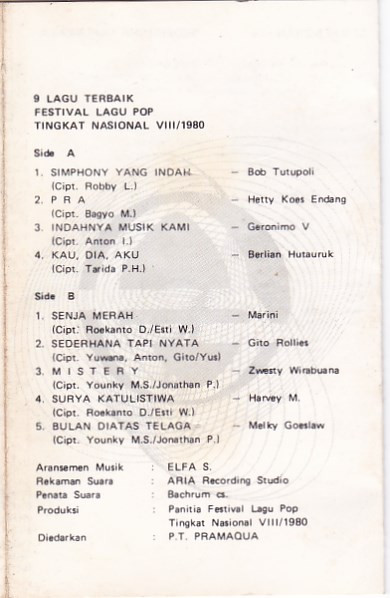 9 LAGU TERBAIK
FESTIVAL LAGU POP
TINGKAT NASIONAL VIII/1980
Side A
1. SIMPHONY YANG INDAH – Bob Tutupoli
(Cipt. Robby L.)
2. P R A – Hetty Koes Endang
(Cipt. Bagyo M.)
3. INDAHNYA MUSIK KAMI – Geronimo V
(Cipt. Anton I.)
4. KAU, DIA, AKU – Berlian Hutauruk
(Cipt. Tarida P.H.)
Side B
1. SENJA MERAH – Marini
(Cipt. Roekanto D./Esti W.)
2. SEDERHANA TAPI NYATA – Gito Rollies
(Cipt. Yuwana, Anton, Gito/Yus)
3. M I S T E R Y – Zwesty Wirabuana
(Cipt. Younky M.S./Jonathan P.)
4. SURYA KATULISTIWA – Harvey M.
(Cipt. Roekanto D./Esti W.)
5. BULAN DIATAS TELAGA – Melky Goeslaw
(Cipt. Younky M.S./Jonathan P.)
Aransemen Musik : ELFA S.
Rekaman Suara : ARIA Recording Studio
Penata Suara : Bachrum cs.
Produksi : Panitia Festival Lagu Pop
Tingkat Nasional VIII/1980
Diedarkan : P.T. PRAMAQUA